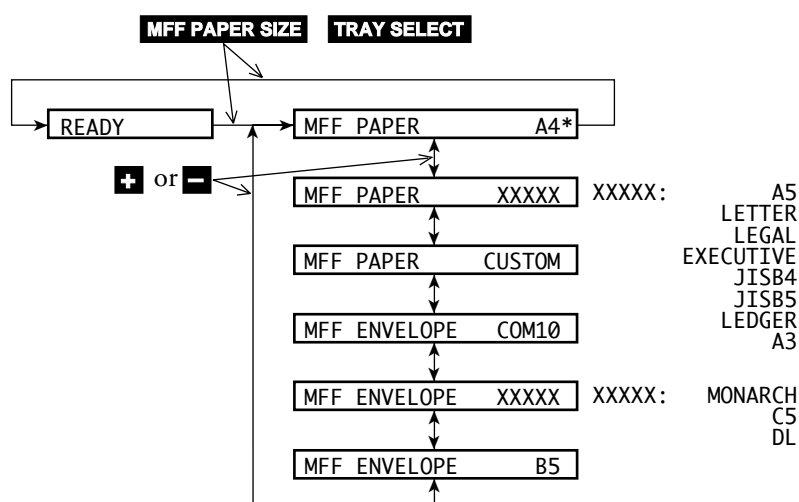 MFF PAPER SIZE TRAY SELECT
READY
MFF PAPER A4*
+ or −
MFF PAPER XXXXX XXXXX: A5
LETTER
LEGAL
EXECUTIVE
JISB4
JISB5
LEDGER
A3
MFF PAPER CUSTOM
MFF ENVELOPE COM10
MFF ENVELOPE XXXXX XXXXX: MONARCH
C5
DL
MFF ENVELOPE B5